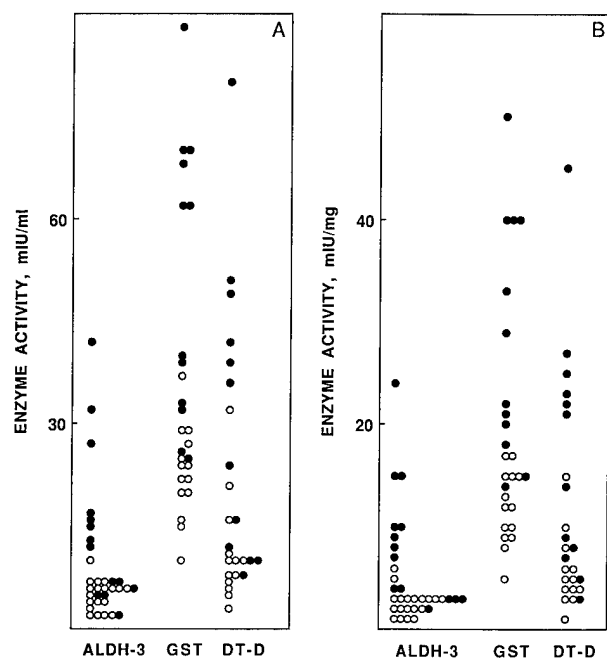 A
ENZYME ACTIVITY, mIU/ml
60
30
ALDH-3 GST DT-D
B
ENZYME ACTIVITY, mIU/mg
40
20
ALDH-3 GST DT-D